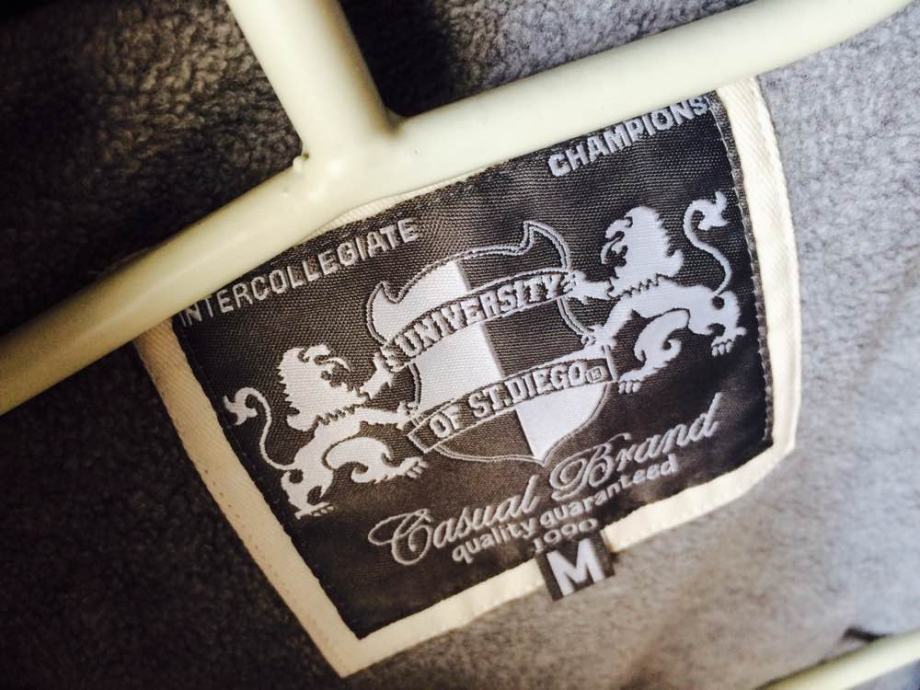 INTERCOLLEGIATE CHAMPIONS
UNIVERSITY
OF ST.DIEGO
Casual Brand
quality guaranteed
1990
M